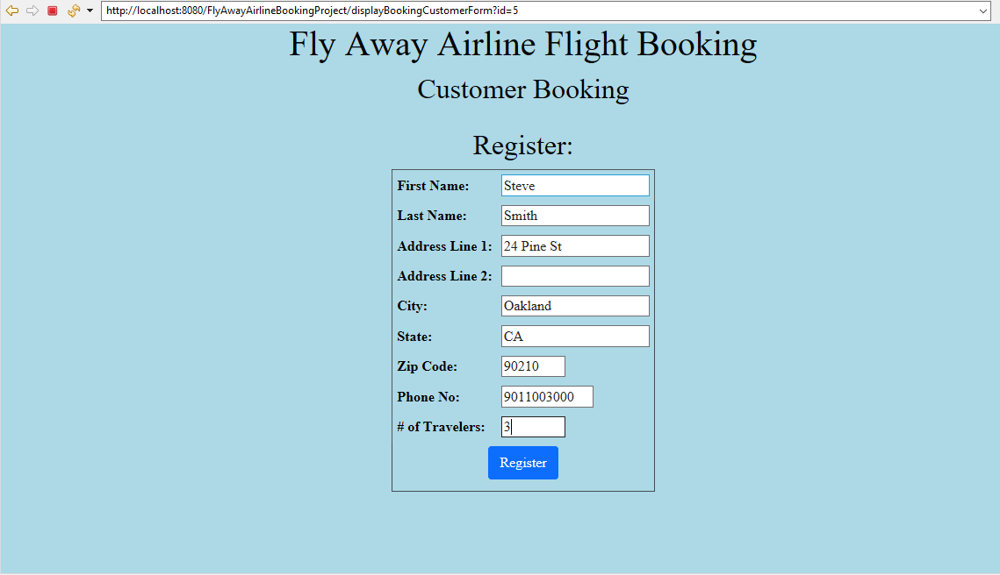 http://localhost:8080/FlyAwayAirlineBookingProject/displayBookingCustomerForm?id=5
Fly Away Airline Flight Booking
Customer Booking
Register:
First Name: Steve
Last Name: Smith
Address Line 1: 24 Pine St
Address Line 2:
City: Oakland
State: CA
Zip Code: 90210
Phone No: 9011003000
# of Travelers: 3
Register